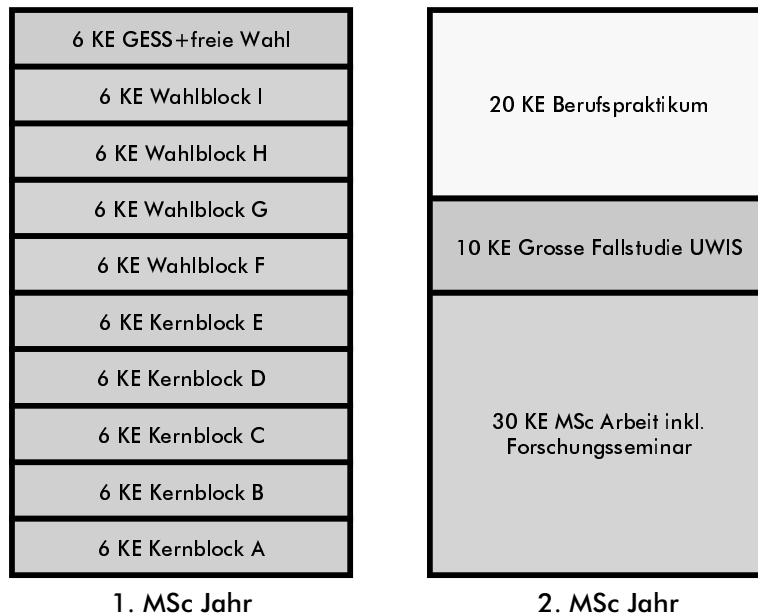 6 KE GESS+freie Wahl
6 KE Wahlblock I
6 KE Wahlblock H
6 KE Wahlblock G
6 KE Wahlblock F
6 KE Kernblock E
6 KE Kernblock D
6 KE Kernblock C
6 KE Kernblock B
6 KE Kernblock A
1. MSc Jahr
20 KE Berufspraktikum
10 KE Grosse Fallstudie UWIS
30 KE MSc Arbeit inkl.
Forschungsseminar
2. MSc Jahr